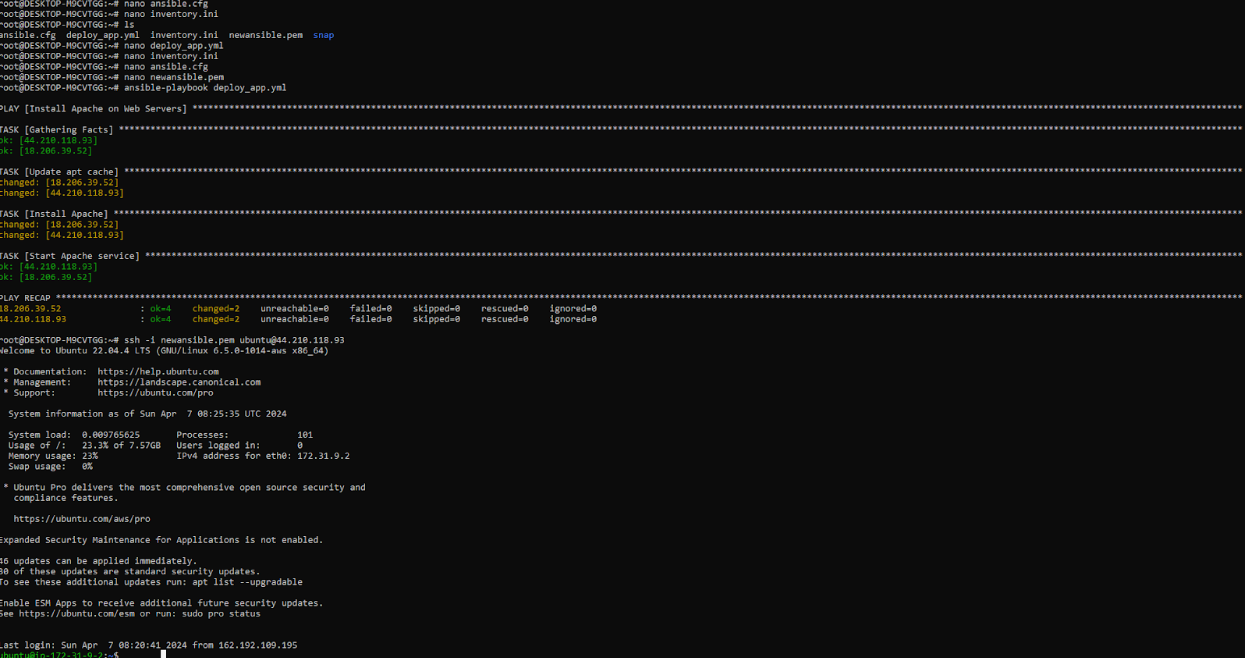 root@DESKTOP-M9CVTGG:~# nano ansible.cfg
root@DESKTOP-M9CVTGG:~# nano inventory.ini
root@DESKTOP-M9CVTGG:~# ls
ansible.cfg  deploy_app.yml  inventory.ini  newansible.pem  snap
root@DESKTOP-M9CVTGG:~# nano deploy_app.yml
root@DESKTOP-M9CVTGG:~# nano inventory.ini
root@DESKTOP-M9CVTGG:~# nano ansible.cfg
root@DESKTOP-M9CVTGG:~# nano newansible.pem
root@DESKTOP-M9CVTGG:~# ansible-playbook deploy_app.yml
PLAY [Install Apache on Web Servers] ****
TASK [Gathering Facts] ****
ok: [44.210.118.93]
ok: [18.206.39.52]
TASK [Update apt cache] ****
changed: [18.206.39.52]
changed: [44.210.118.93]
TASK [Install Apache] ****
changed: [18.206.39.52]
changed: [44.210.118.93]
TASK [Start Apache service] ****
ok: [44.210.118.93]
ok: [18.206.39.52]
PLAY RECAP ****
18.206.39.52 : ok=4 changed=2 unreachable=0 failed=0 skipped=0 rescued=0 ignored=0
44.210.118.93 : ok=4 changed=2 unreachable=0 failed=0 skipped=0 rescued=0 ignored=0
root@DESKTOP-M9CVTGG:~# ssh -i newansible.pem ubuntu@44.210.118.93
Welcome to Ubuntu 22.04.4 LTS (GNU/Linux 6.5.0-1014-aws x86_64)
* Documentation: https://help.ubuntu.com
* Management: https://landscape.canonical.com
* Support: https://ubuntu.com/pro
System information as of Sun Apr  7 08:25:35 UTC 2024
System load: 0.009765625 Processes: 101
Usage of /: 23.3% of 7.57GB Users logged in: 0
Memory usage: 23% IPv4 address for eth0: 172.31.9.2
Swap usage: 0%
* Ubuntu Pro delivers the most comprehensive open source security and
compliance features.
https://ubuntu.com/aws/pro
Expanded Security Maintenance for Applications is not enabled.
46 updates can be applied immediately.
30 of these updates are standard security updates.
To see these additional updates run: apt list --upgradable
Enable ESM Apps to receive additional future security updates.
See https://ubuntu.com/esm or run: sudo pro status
Last login: Sun Apr  7 08:20:41 2024 from 162.192.109.195
ubuntu@ip-172-31-9-2:~$